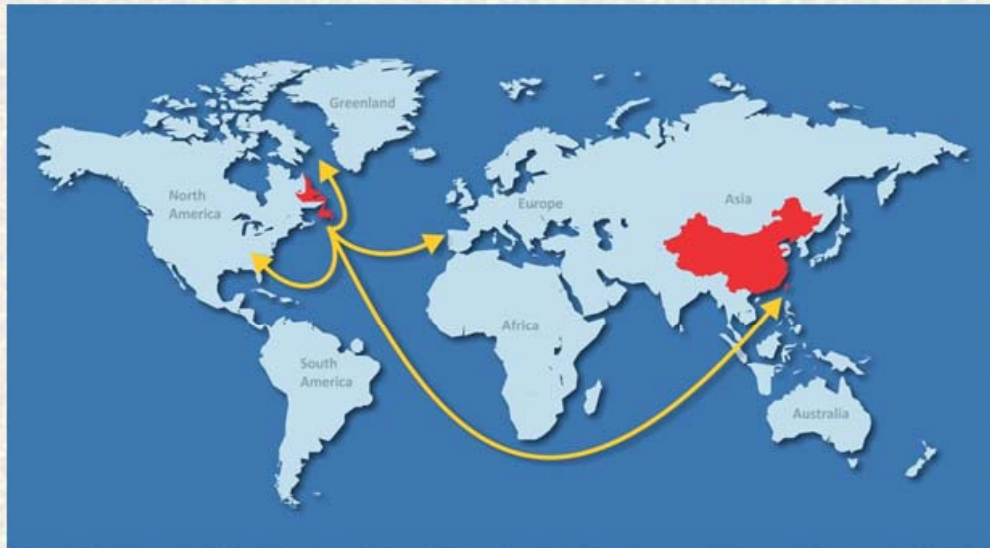 Greenland
North
America
Europe
Asia
Africa
South
America
Australia